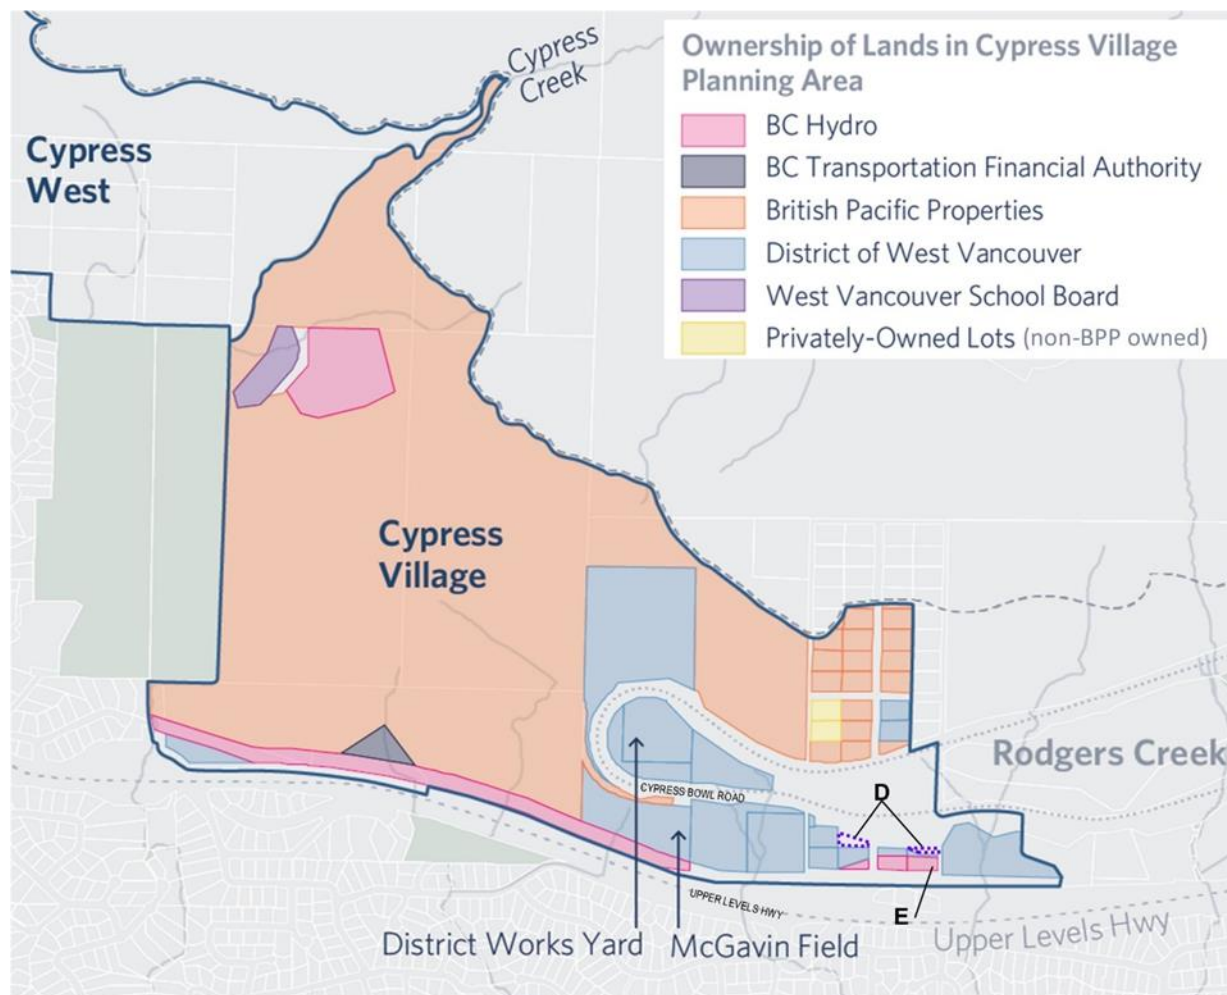 Cypress
Creek
Ownership of Lands in Cypress Village
Planning Area
BC Hydro
BC Transportation Financial Authority
British Pacific Properties
District of West Vancouver
West Vancouver School Board
Privately-Owned Lots (non-BPP owned)
Cypress
West
Cypress
Village
Rodgers Creek
CYPRESS BOWL ROAD
D
E
UPPER LEVELS HWY
District Works Yard
McGavin Field
Upper Levels Hwy